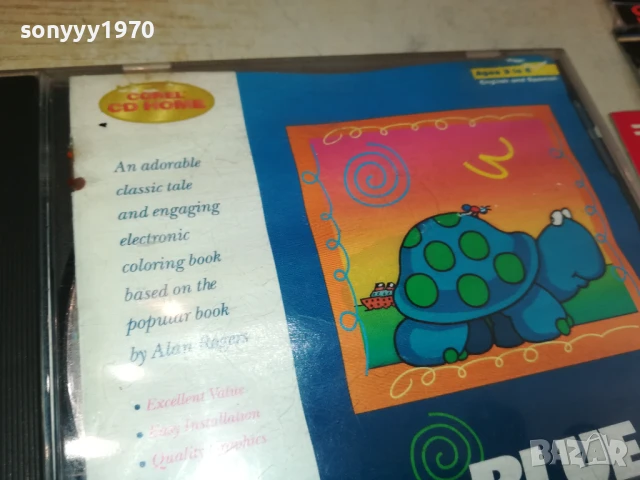 sonyyy1970
COREL
CD HOME
Ages 3 to 8
English and Spanish
An adorable
classic tale
and engaging
electronic
coloring book
based on the
popular book
by Alan Rogers
• Excellent Value
• Easy Installation
• Quality Graphics
BLUE
bazar.bg